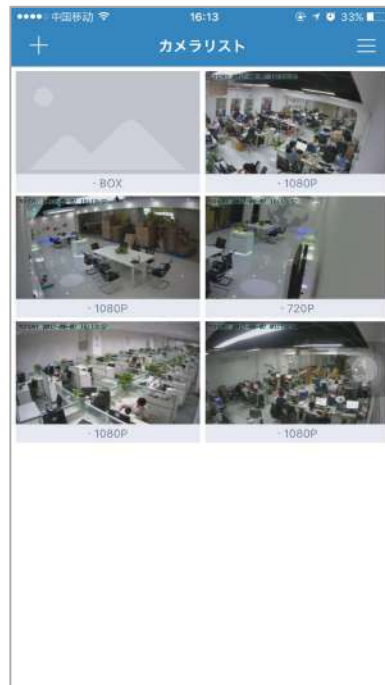 中国移动 16:13 33%
カメラリスト
- BOX - 1080P
- 1080P - 720P
- 1080P - 1080P